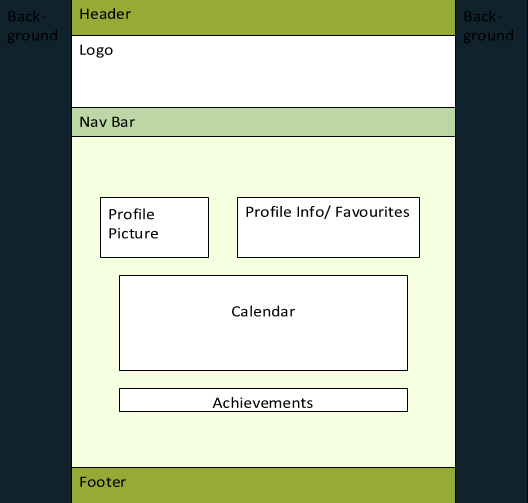 Back-
ground
Header
Back-
ground
Logo
Nav Bar
Profile
Picture
Profile Info/ Favourites
Calendar
Achievements
Footer